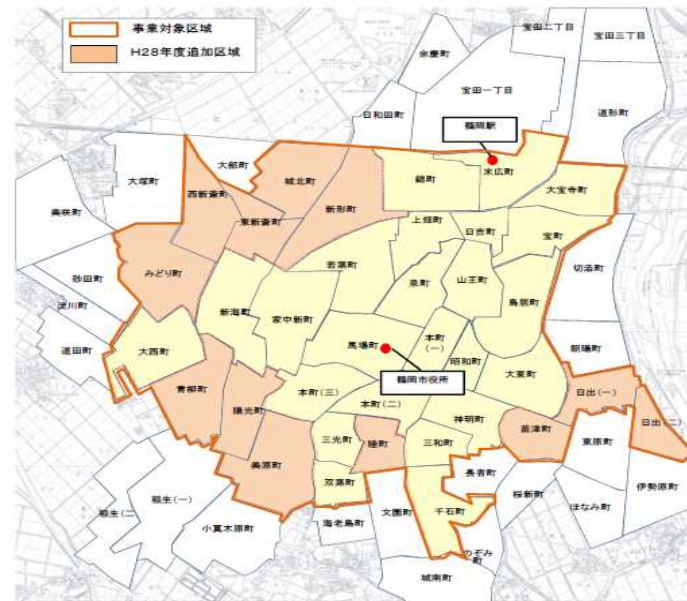 事業対象区域
H28年度追加区域
宝田二丁目
宝田三丁目
余慶町
宝田一丁目
日和田町
道形町
鶴岡駅
大部町
城北町
錦町
末広町
大塚町
西新斎町
大宝寺町
美咲町
東新斎町
新形町
上畑町
日吉町
宝町
若葉町
みどり町
砂田町
泉町
山王町
切添町
淀川町
新海町
家中新町
鳥居町
道田町
大西町
馬場町
本町
(一)
昭和町
朝暘町
鶴岡市役所
大東町
青柳町
本町(三)
日出(一)
陽光町
本町(二)
神明町
苗津町
日出(二)
三光町
睦町
三和町
東原町
美原町
長者町
双葉町
伊勢原町
稲生(一)
稲生(二
桜新町
千石町
ほなみ町
小真木原町
海老島町
文園町
のぞみ
町
城南町